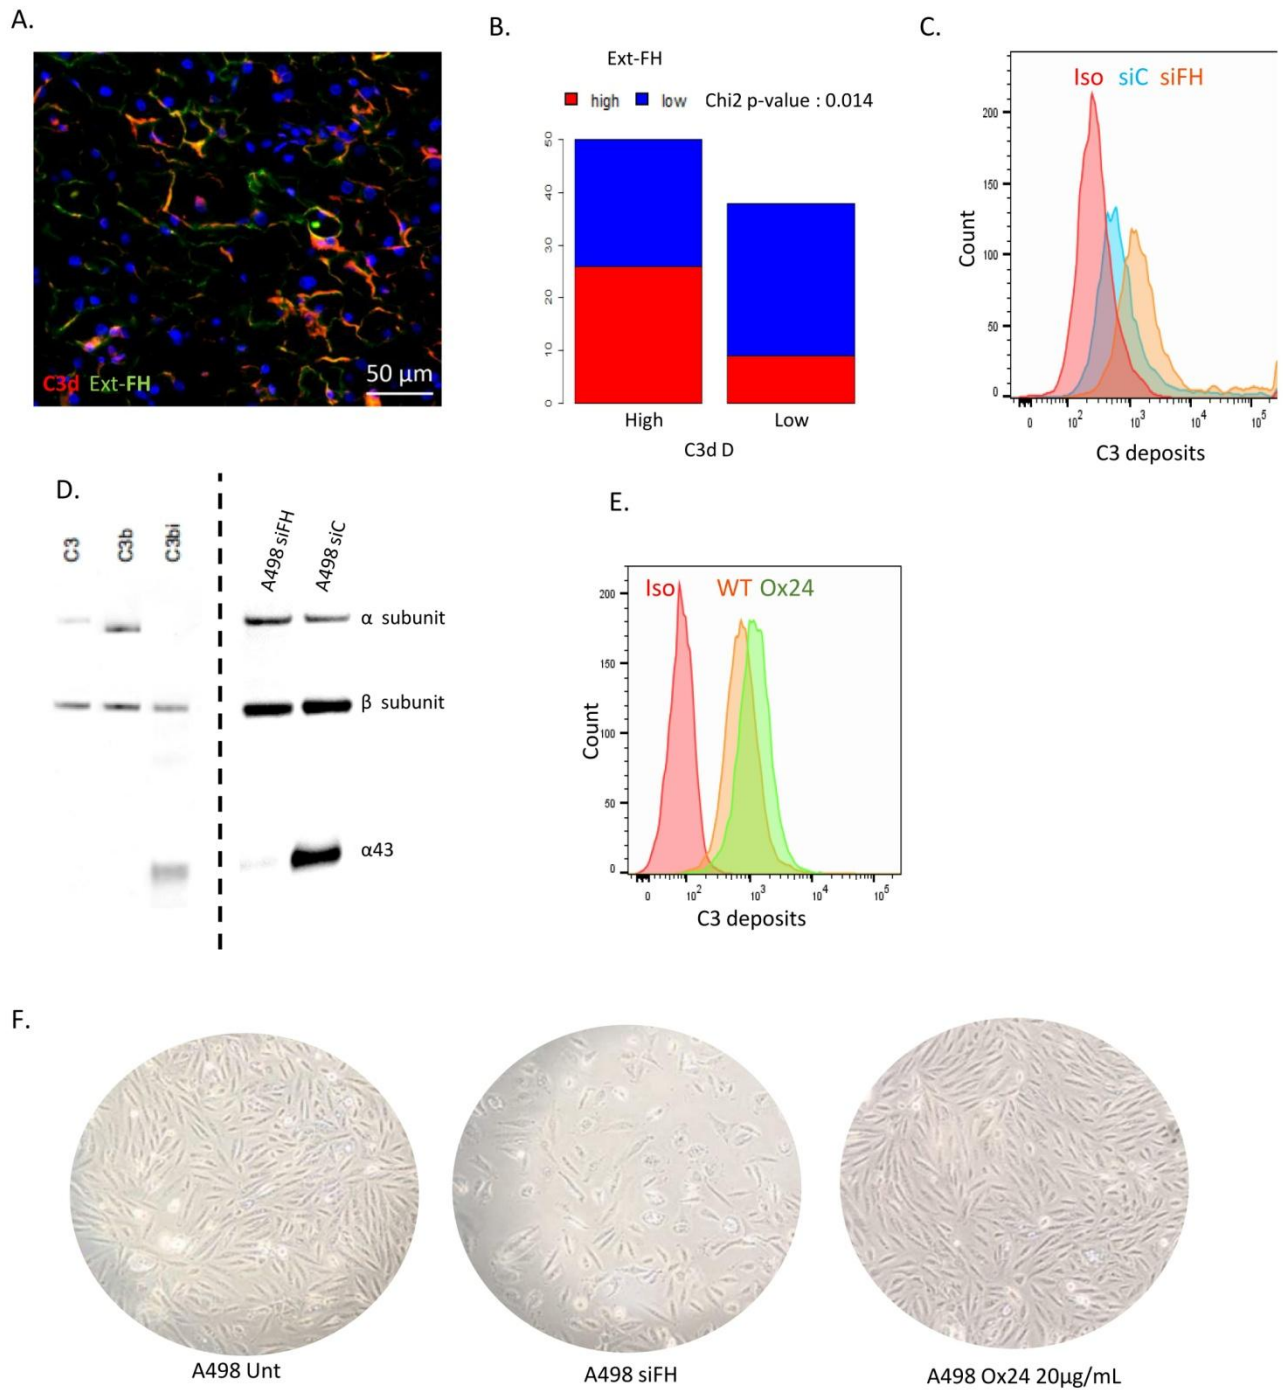 A.
C3d Ext-FH
50 µm
B.
Ext-FH
high low Chi2 p-value : 0.014
50
40
30
20
10
0
High Low
C3d D
C.
Iso siC siFH
200
150
100
50
0
Count
0 10² 10³ 10⁴ 10⁵
C3 deposits
D.
C3 C3b C3bi A498 siFH A498 siC
α subunit
β subunit
α43
E.
Iso WT Ox24
200
150
100
50
0
Count
0 10² 10³ 10⁴ 10⁵
C3 deposits
F.
A498 Unt
A498 siFH
A498 Ox24 20µg/mL